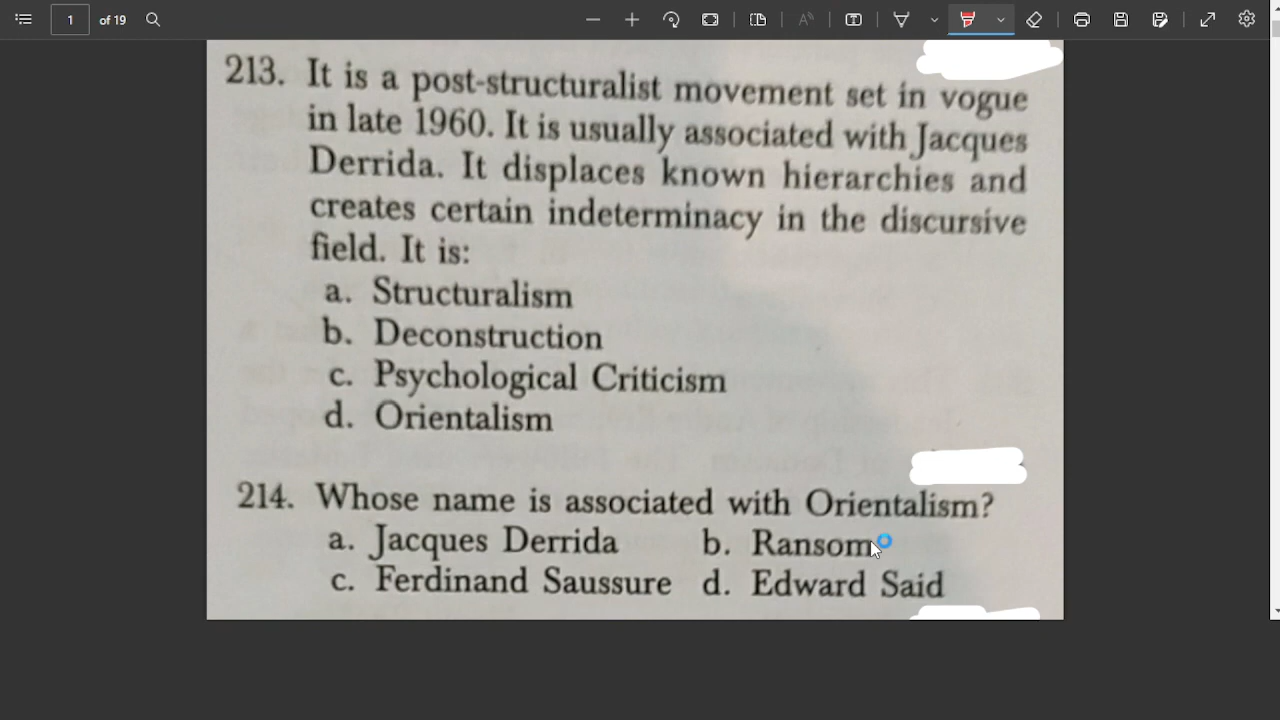 1 of 19
213. It is a post-structuralist movement set in vogue
in late 1960. It is usually associated with Jacques
Derrida. It displaces known hierarchies and
creates certain indeterminacy in the discursive
field. It is:
a. Structuralism
b. Deconstruction
c. Psychological Criticism
d. Orientalism
214. Whose name is associated with Orientalism?
a. Jacques Derrida b. Ransom
c. Ferdinand Saussure d. Edward Said